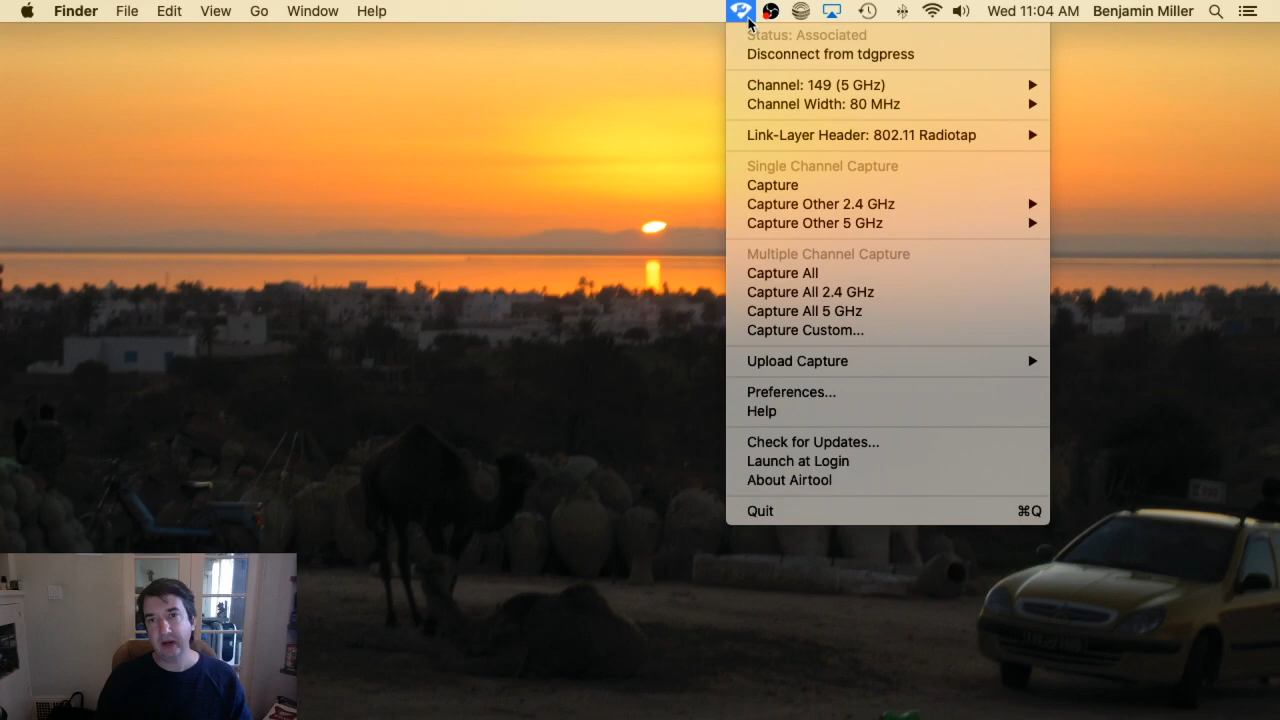 Finder File Edit View Go Window Help Wed 11:04 AM Benjamin Miller
Status: Associated
Disconnect from tdgpress
Channel: 149 (5 GHz)
Channel Width: 80 MHz
Link-Layer Header: 802.11 Radiotap
Single Channel Capture
Capture
Capture Other 2.4 GHz
Capture Other 5 GHz
Multiple Channel Capture
Capture All
Capture All 2.4 GHz
Capture All 5 GHz
Capture Custom...
Upload Capture
Preferences...
Help
Check for Updates...
Launch at Login
About Airtool
Quit ⌘Q